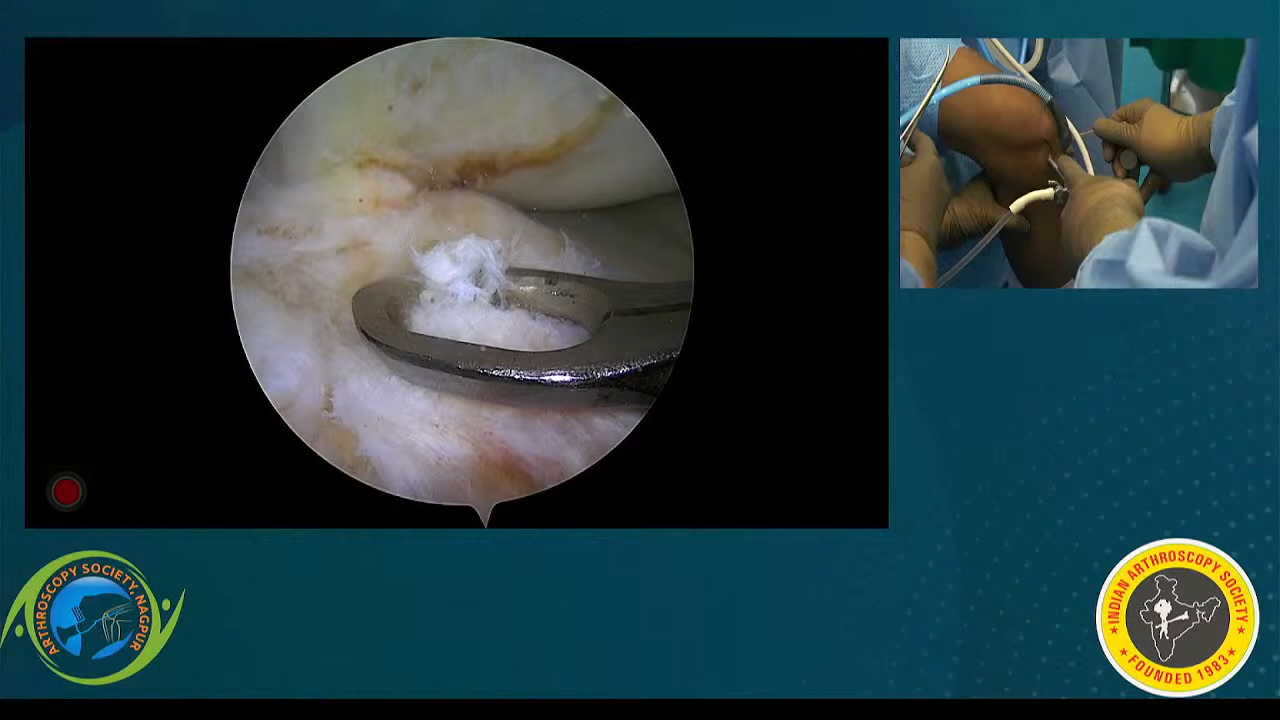 ARTHROSCOPY SOCIETY, NAGPUR
INDIAN ARTHROSCOPY SOCIETY
★ FOUNDED 1983 ★